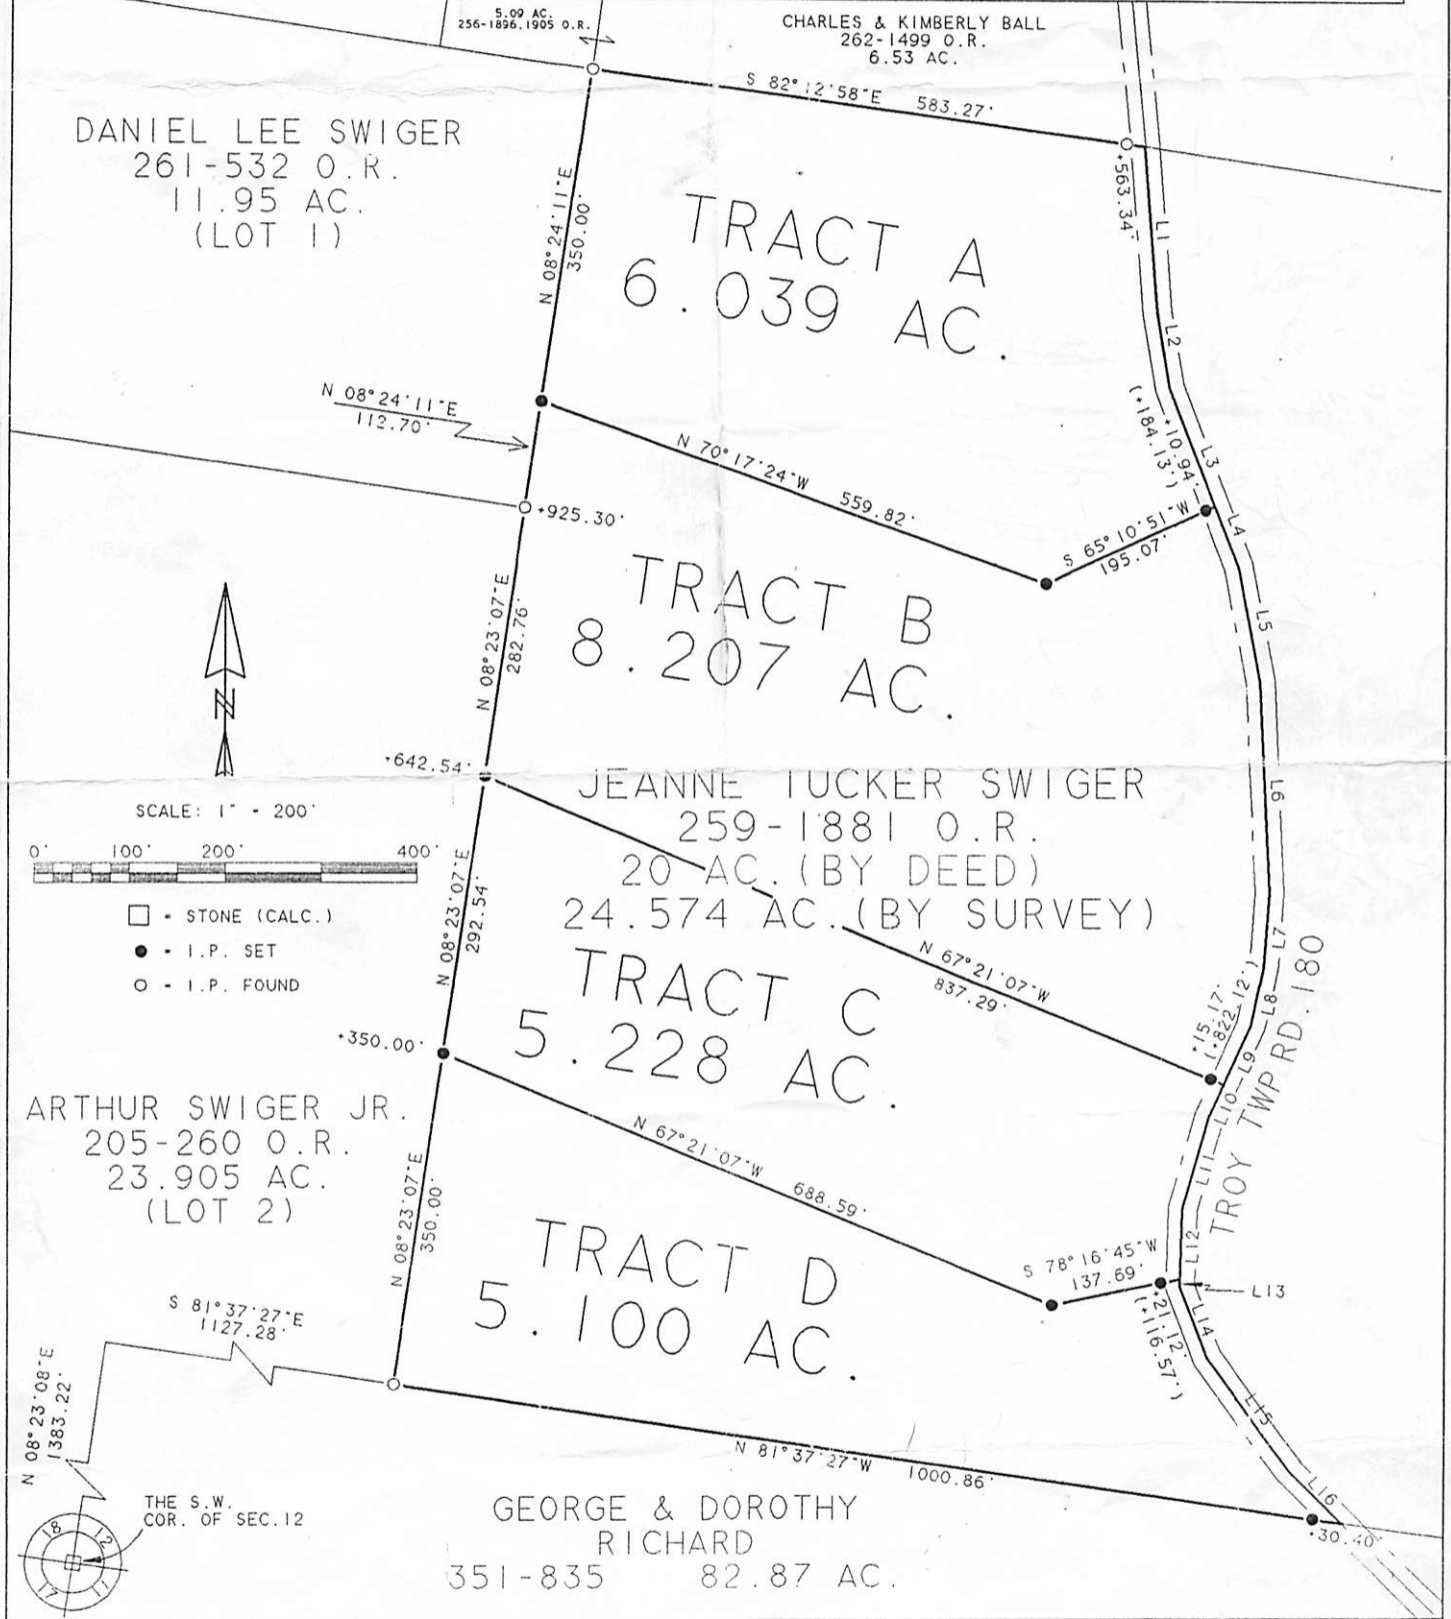 5.09 AC.
256-1896,1905 O.R.
CHARLES & KIMBERLY BALL
262-1499 O.R.
6.53 AC.
S 82°12'58"E 583.27'
DANIEL LEE SWIGER
261-532 O.R.
11.95 AC.
(LOT 1)
N 08°24'11"E
350.00'
TRACT A
6.039 AC.
+563.34'
L1
L2
L3
L4
L5
L6
L7
L8
L9
L10
L11
L12
L13
L14
L15
L16
N 08°24'11"E
112.70'
N 70°17'24"W 559.82'
+10.94'
(+184.13')
S 65°10'51"W
195.07'
+925.30'
TRACT B
8.207 AC.
N 08°23'07"E
282.76'
N
+642.54'
JEANNE TUCKER SWIGER
259-1881 O.R.
20 AC. (BY DEED)
24.574 AC. (BY SURVEY)
SCALE: 1" - 200'
0' 100' 200' 400'
□ - STONE (CALC.)
● - I.P. SET
○ - I.P. FOUND
N 08°23'07"E
292.54'
N 67°21'07"W
837.29'
TRACT C
5.228 AC.
+15.17'
(+822.12')
TROY TWP RD. 180
+350.00'
ARTHUR SWIGER JR.
205-260 O.R.
23.905 AC.
(LOT 2)
N 67°21'07"W 688.59'
N 08°23'07"E
350.00'
TRACT D
5.100 AC.
S 78°16'45"W
137.69'
+21.12'
(+116.57')
S 81°37'27"E
1127.28'
N 08°23'08"E
1383.22'
N 81°37'27"W 1000.86'
+30.40'
THE S.W.
COR. OF SEC.12
18 12
17 11
GEORGE & DOROTHY
RICHARD
351-835 82.87 AC.